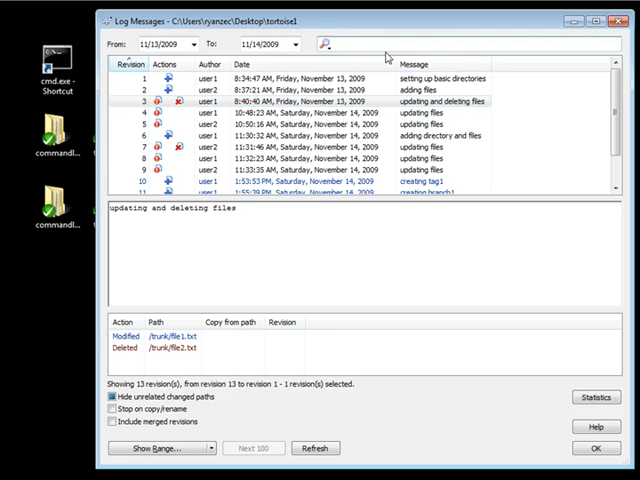 Log Messages - C:\Users\ryanzec\Desktop\tortoise1
From: 11/13/2009 To: 11/14/2009
Revision Actions Author Date Message
1 user1 8:34:47 AM, Friday, November 13, 2009 setting up basic directories
2 user2 8:37:21 AM, Friday, November 13, 2009 adding files
3 user1 8:40:40 AM, Friday, November 13, 2009 updating and deleting files
4 user1 10:48:23 AM, Saturday, November 14, 2009 updating files
5 user2 10:50:16 AM, Saturday, November 14, 2009 updating files
6 user1 11:30:32 AM, Saturday, November 14, 2009 adding directory and files
7 user2 11:31:46 AM, Saturday, November 14, 2009 updating files
8 user1 11:32:23 AM, Saturday, November 14, 2009 updating files
9 user2 11:33:35 AM, Saturday, November 14, 2009 updating files
10 user1 1:53:53 PM, Saturday, November 14, 2009 creating tag1
11 user1 1:55:39 PM, Saturday, November 14, 2009 creating branch1
updating and deleting files
Action Path Copy from path Revision
Modified /trunk/file1.txt
Deleted /trunk/file2.txt
Showing 13 revision(s), from revision 13 to revision 1 - 1 revision(s) selected.
Hide unrelated changed paths
Stop on copy/rename
Include merged revisions
Statistics
Help
Show Range...
Next 100
Refresh
OK
cmd.exe -
Shortcut
commandl...
commandl...